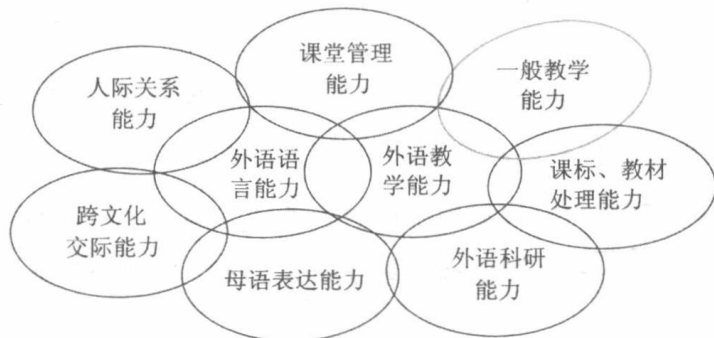 课堂管理
能力
一般教学
能力
人际关系
能力
外语语
言能力
外语教
学能力
课标、教材
处理能力
跨文化
交际能力
母语表达能力
外语科研
能力